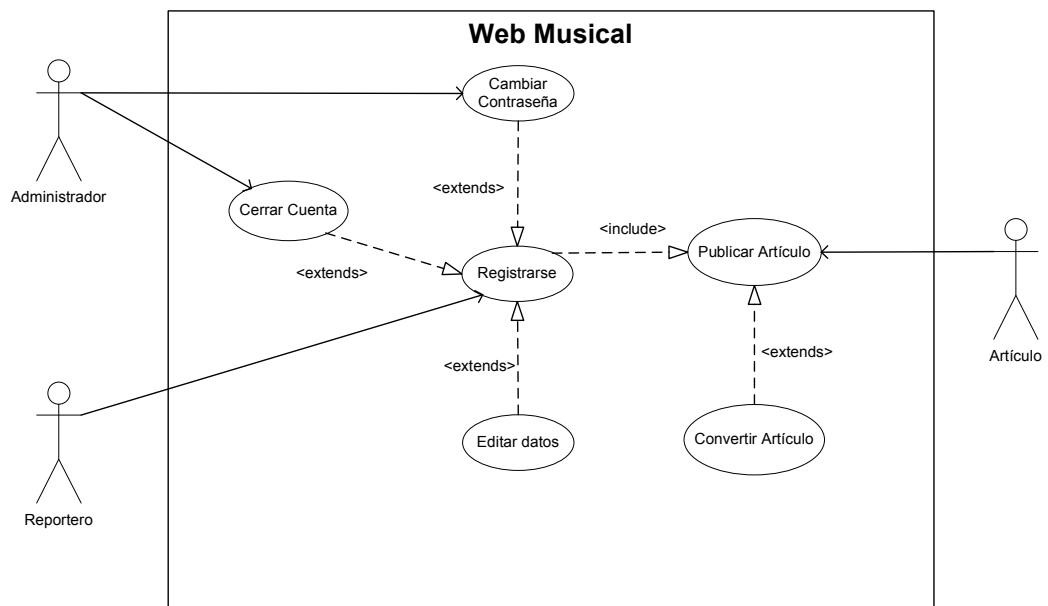 Web Musical
Cambiar
Contraseña
Administrador
<extends>
Cerrar Cuenta
<include>
Publicar Artículo
<extends>
Registrarse
Artículo
<extends>
<extends>
Editar datos
Convertir Artículo
Reportero